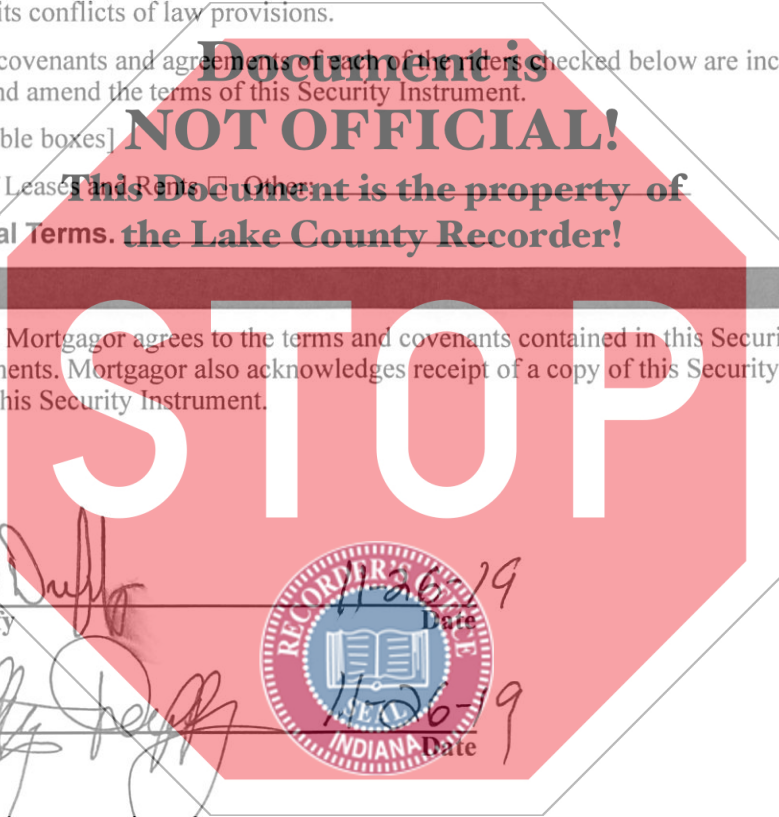 its conflicts of law provisions.
covenants and agreements of each of the riders checked below are inc
nd amend the terms of this Security Instrument.
ble boxes]
Leases and Rents ☐ Other:
al Terms.
Document is
NOT OFFICIAL!
This Document is the property of
the Lake County Recorder!
STOP
Mortgagor agrees to the terms and covenants contained in this Securi
nents. Mortgagor also acknowledges receipt of a copy of this Security
his Security Instrument.
11-26-19
fy
Date
RECORDER'S OFFICE
SEAL
INDIANA
11-26-19
Date